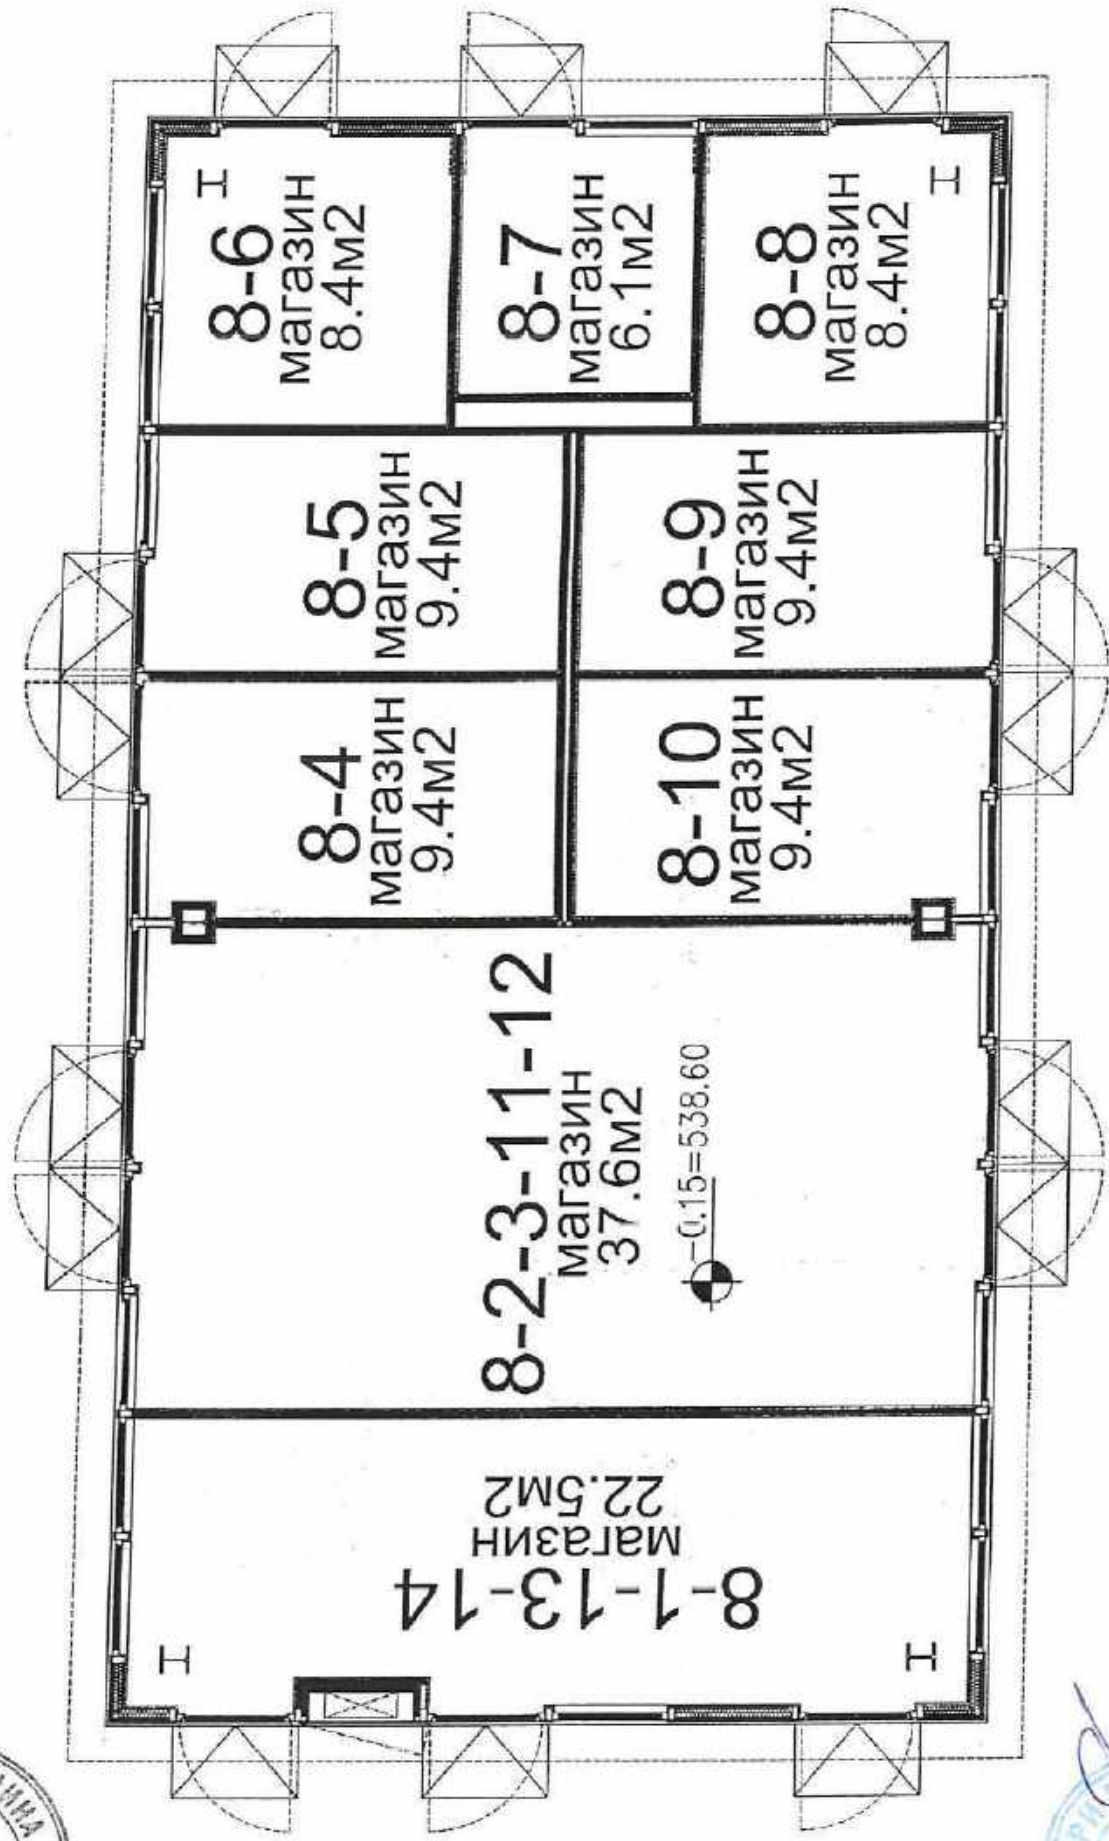 8-6
магазин
8.4м2
8-7
магазин
6.1м2
8-8
магазин
8.4м2
8-5
магазин
9.4м2
8-9
магазин
9.4м2
8-4
магазин
9.4м2
8-10
магазин
9.4м2
8-2-3-11-12
магазин
37.6м2
-0.15=538.60
8-1-13-14
магазин
22.5м2